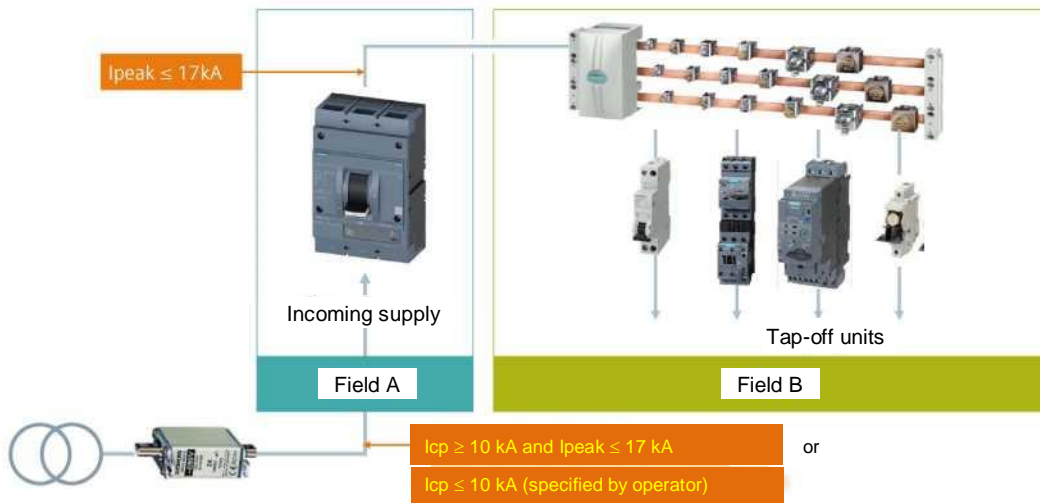 Ipeak ≤ 17kA
Incoming supply
Tap-off units
Field A
Field B
Icp ≥ 10 kA and Ipeak ≤ 17 kA
or
Icp ≤ 10 kA (specified by operator)